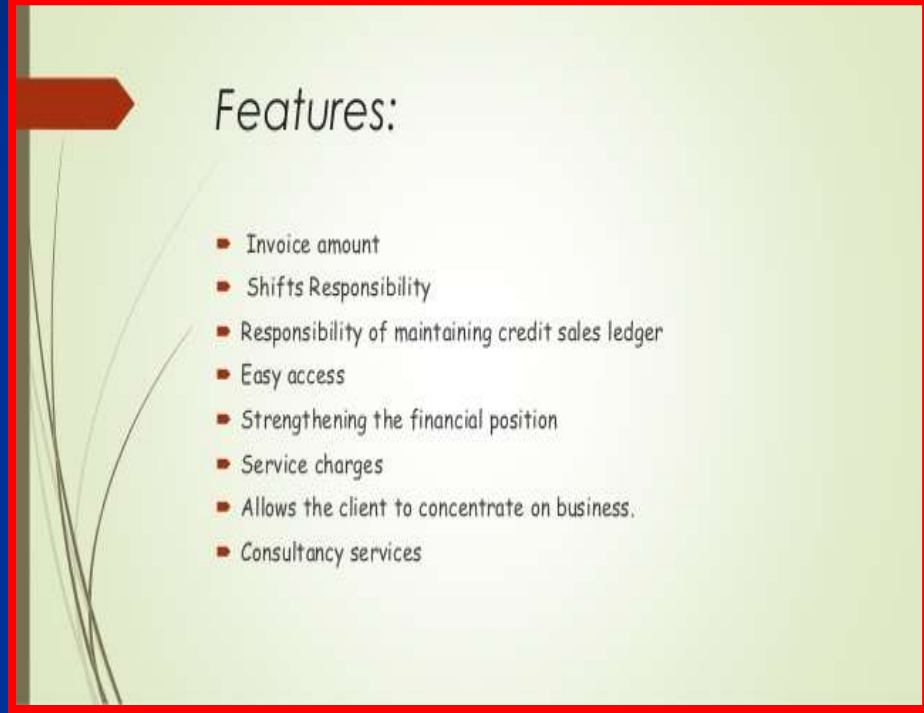 Features:
Invoice amount
Shifts Responsibility
Responsibility of maintaining credit sales ledger
Easy access
Strengthening the financial position
Service charges
Allows the client to concentrate on business.
Consultancy services